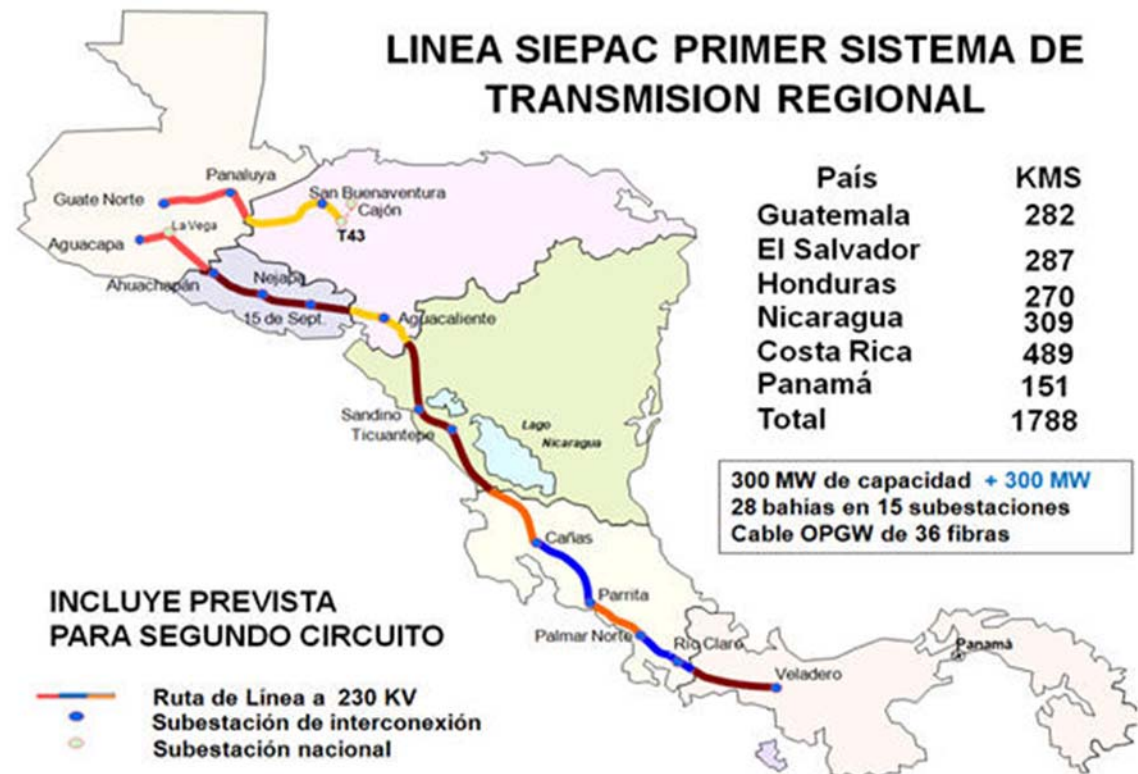 LINEA SIEPAC PRIMER SISTEMA DE
TRANSMISION REGIONAL
País KMS
Guatemala 282
El Salvador 287
Honduras 270
Nicaragua 309
Costa Rica 489
Panamá 151
Total 1788
300 MW de capacidad + 300 MW
28 bahias en 15 subestaciones
Cable OPGW de 36 fibras
Panaluya
Guate Norte
San Buenaventura
Cajón
T43
La Vega
Aguacapa
Ahuachapán
Nejapa
15 de Sept.
Aguacaliente
Sandino
Ticuantepe
Lago
Nicaragua
Cañas
Parrita
Palmar Norte
Río Claro
Veladero
Panamá
INCLUYE PREVISTA
PARA SEGUNDO CIRCUITO
Ruta de Línea a 230 KV
Subestación de interconexión
Subestación nacional